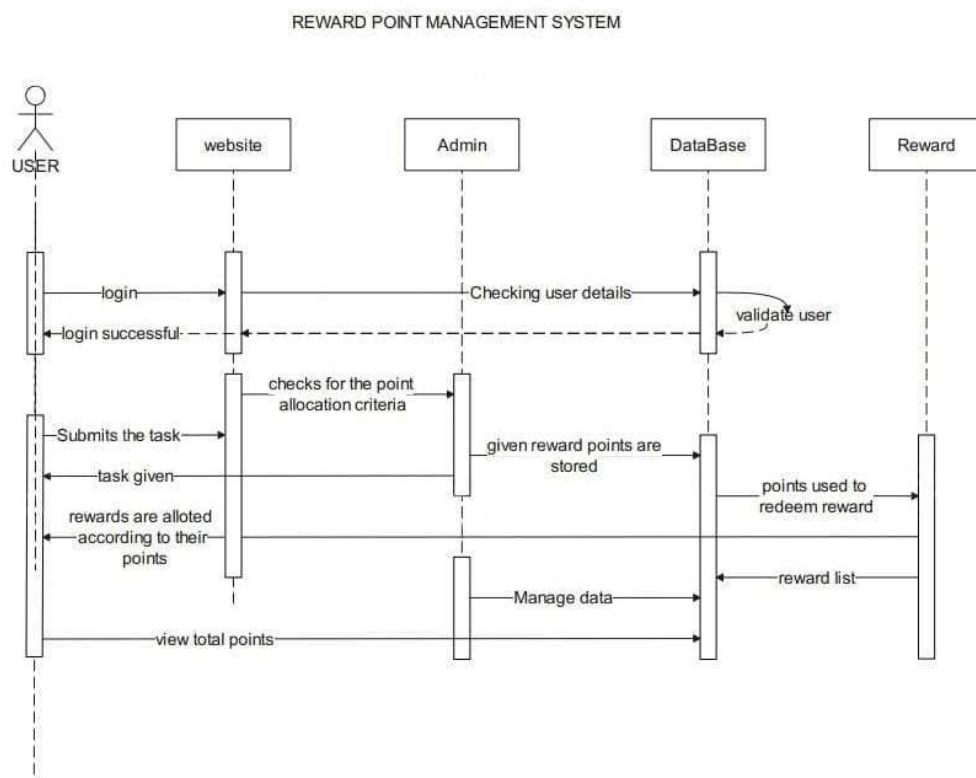 REWARD POINT MANAGEMENT SYSTEM
USER
website
Admin
DataBase
Reward
login
Checking user details
validate user
login successful
checks for the point
allocation criteria
Submits the task
given reward points are
stored
task given
points used to
redeem reward
rewards are alloted
according to their
points
reward list
Manage data
view total points